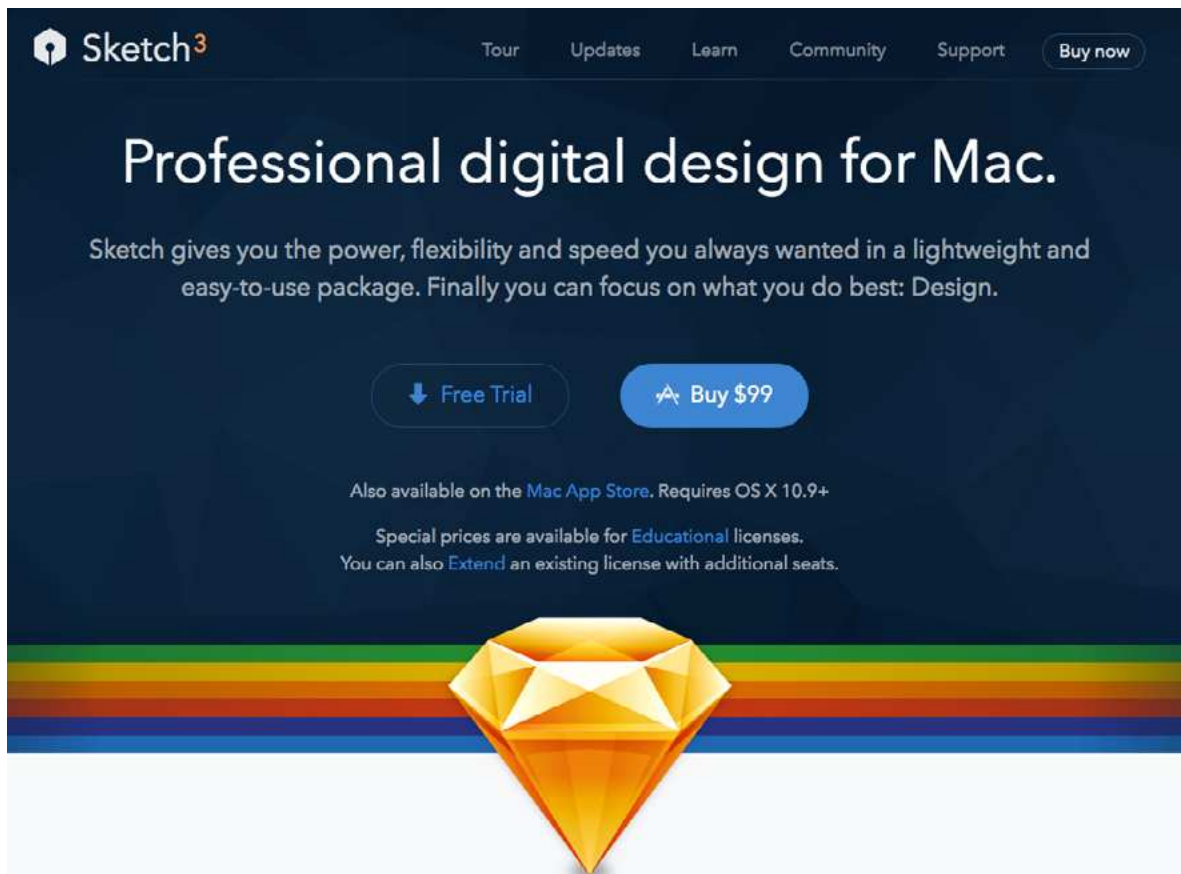 Sketch3
Tour Updates Learn Community Support Buy now
Professional digital design for Mac.
Sketch gives you the power, flexibility and speed you always wanted in a lightweight and
easy-to-use package. Finally you can focus on what you do best: Design.
Free Trial Buy $99
Also available on the Mac App Store. Requires OS X 10.9+
Special prices are available for Educational licenses.
You can also Extend an existing license with additional seats.